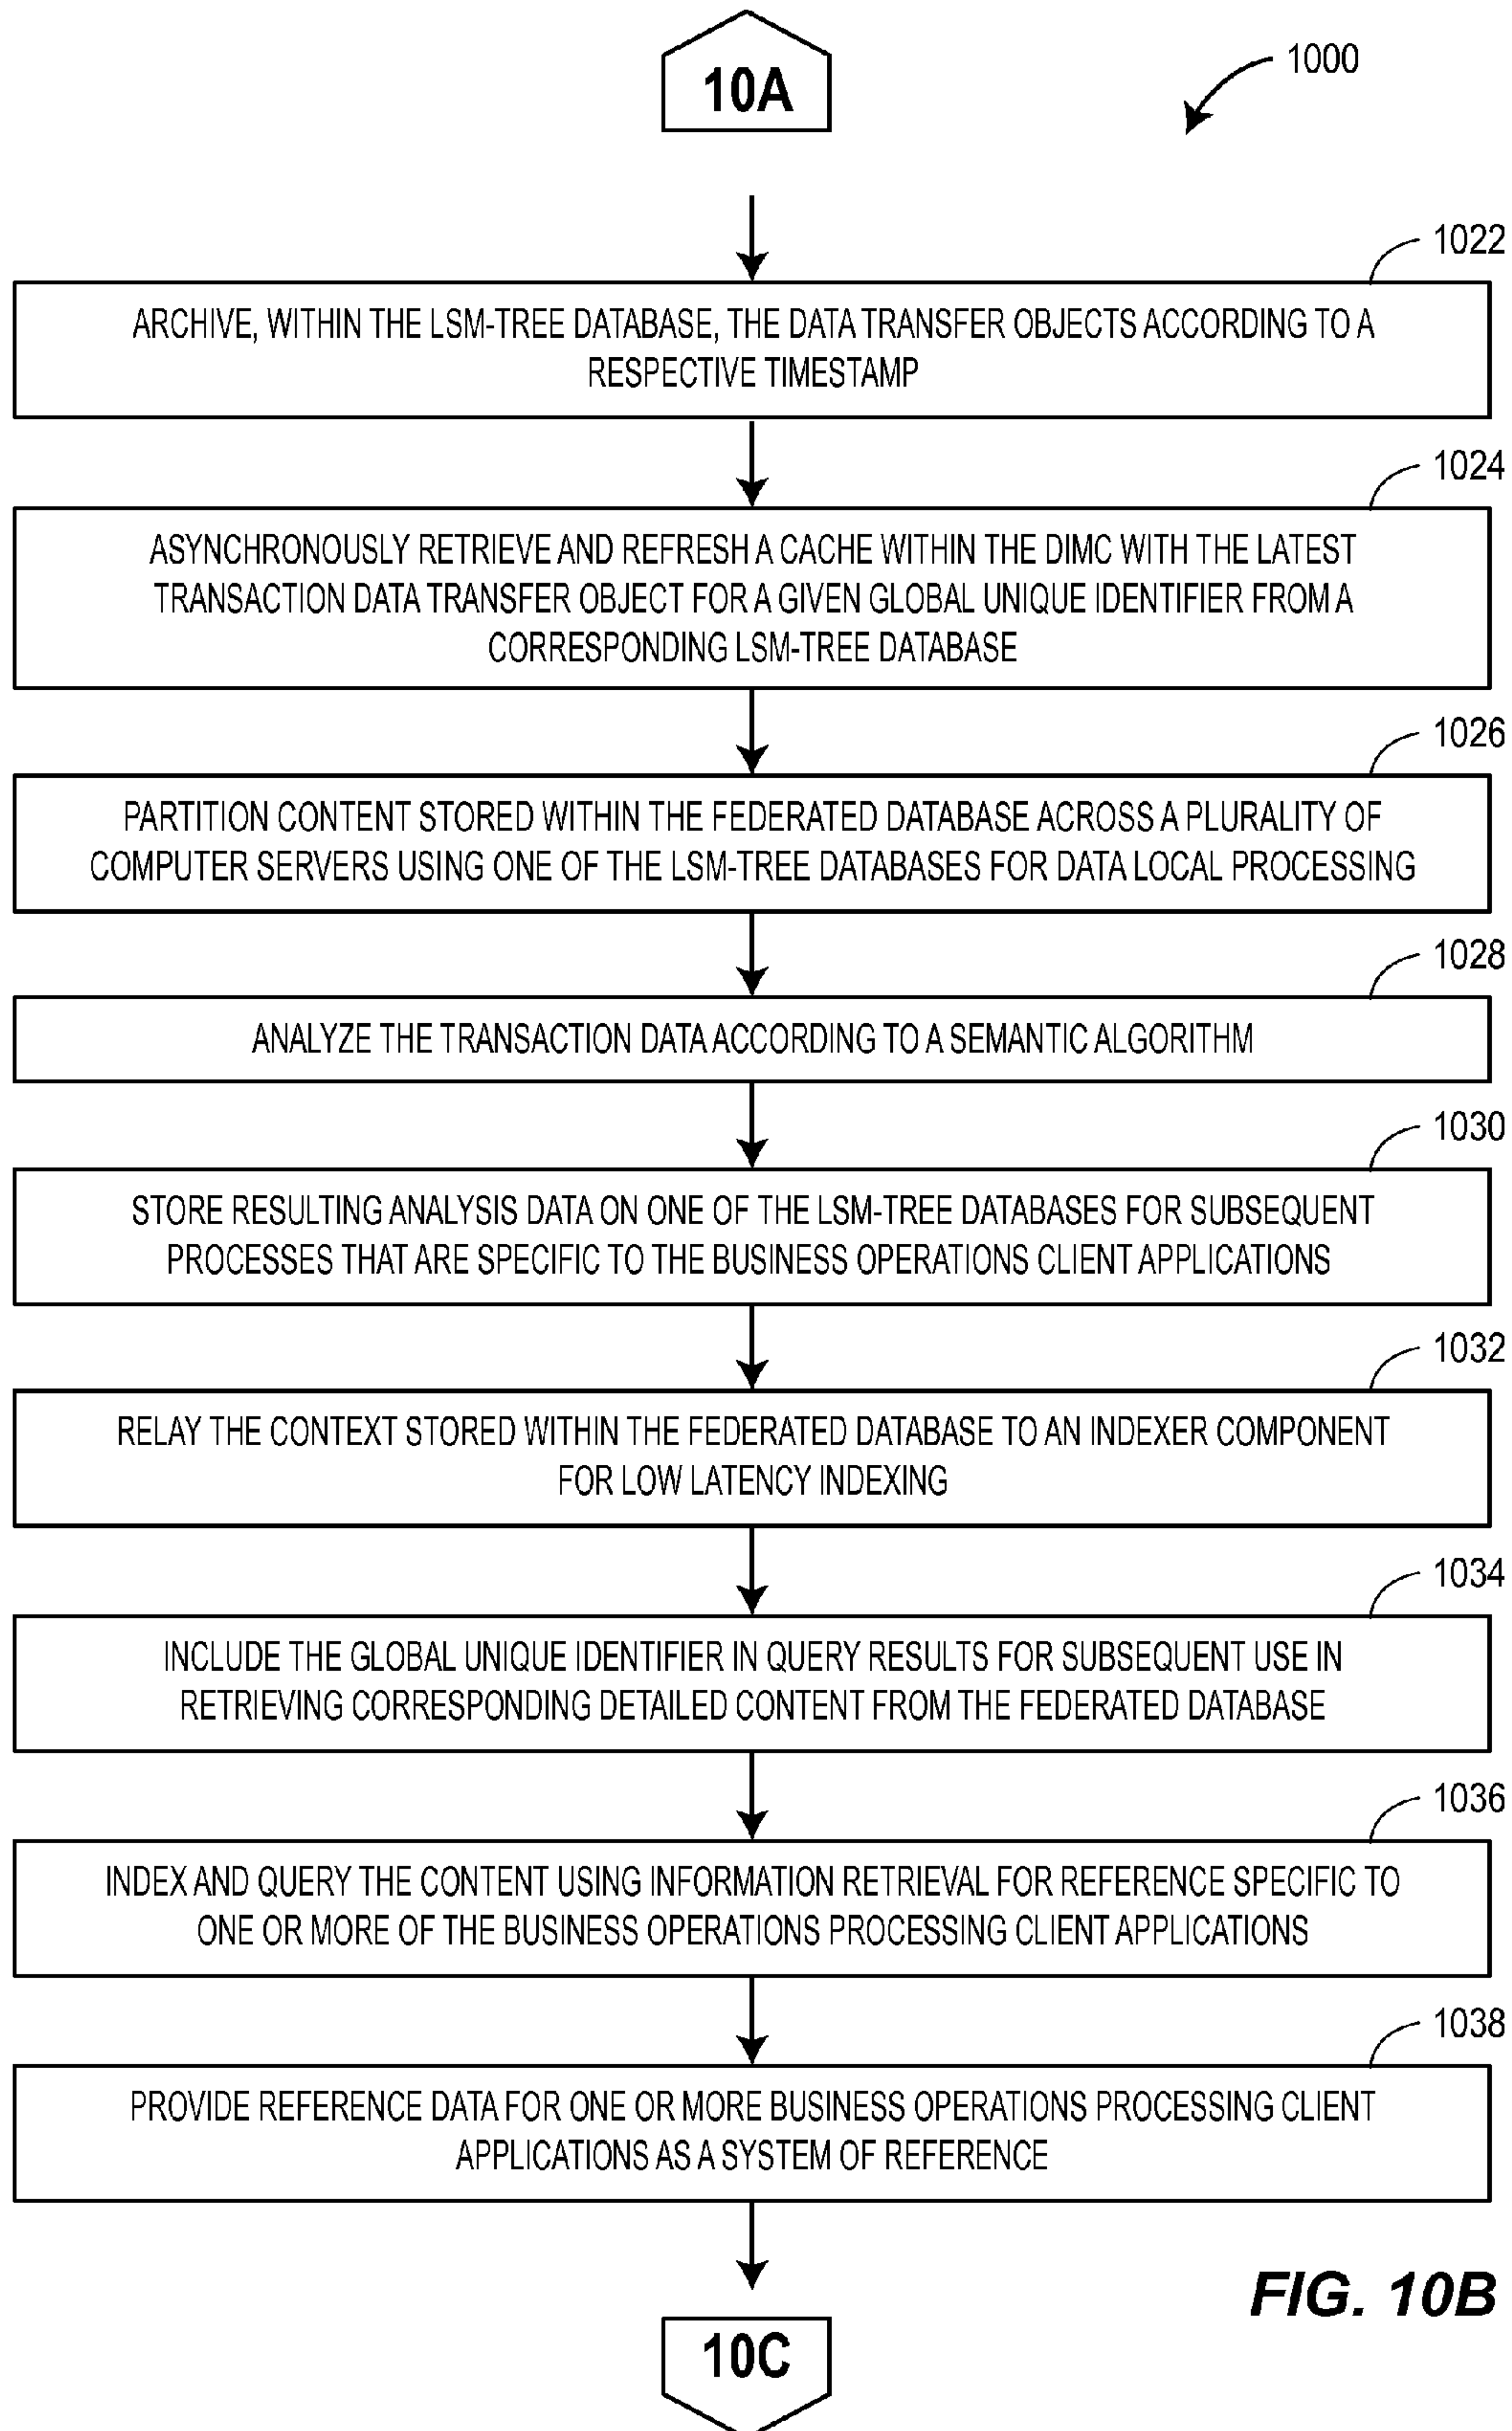 10A
1000
1022
ARCHIVE, WITHIN THE LSM-TREE DATABASE, THE DATA TRANSFER OBJECTS ACCORDING TO A
RESPECTIVE TIMESTAMP
1024
ASYNCHRONOUSLY RETRIEVE AND REFRESH A CACHE WITHIN THE DIMC WITH THE LATEST
TRANSACTION DATA TRANSFER OBJECT FOR A GIVEN GLOBAL UNIQUE IDENTIFIER FROM A
CORRESPONDING LSM-TREE DATABASE
1026
PARTITION CONTENT STORED WITHIN THE FEDERATED DATABASE ACROSS A PLURALITY OF
COMPUTER SERVERS USING ONE OF THE LSM-TREE DATABASES FOR DATA LOCAL PROCESSING
1028
ANALYZE THE TRANSACTION DATA ACCORDING TO A SEMANTIC ALGORITHM
1030
STORE RESULTING ANALYSIS DATA ON ONE OF THE LSM-TREE DATABASES FOR SUBSEQUENT
PROCESSES THAT ARE SPECIFIC TO THE BUSINESS OPERATIONS CLIENT APPLICATIONS
1032
RELAY THE CONTEXT STORED WITHIN THE FEDERATED DATABASE TO AN INDEXER COMPONENT
FOR LOW LATENCY INDEXING
1034
INCLUDE THE GLOBAL UNIQUE IDENTIFIER IN QUERY RESULTS FOR SUBSEQUENT USE IN
RETRIEVING CORRESPONDING DETAILED CONTENT FROM THE FEDERATED DATABASE
1036
INDEX AND QUERY THE CONTENT USING INFORMATION RETRIEVAL FOR REFERENCE SPECIFIC TO
ONE OR MORE OF THE BUSINESS OPERATIONS PROCESSING CLIENT APPLICATIONS
1038
PROVIDE REFERENCE DATA FOR ONE OR MORE BUSINESS OPERATIONS PROCESSING CLIENT
APPLICATIONS AS A SYSTEM OF REFERENCE
FIG. 10B
10C